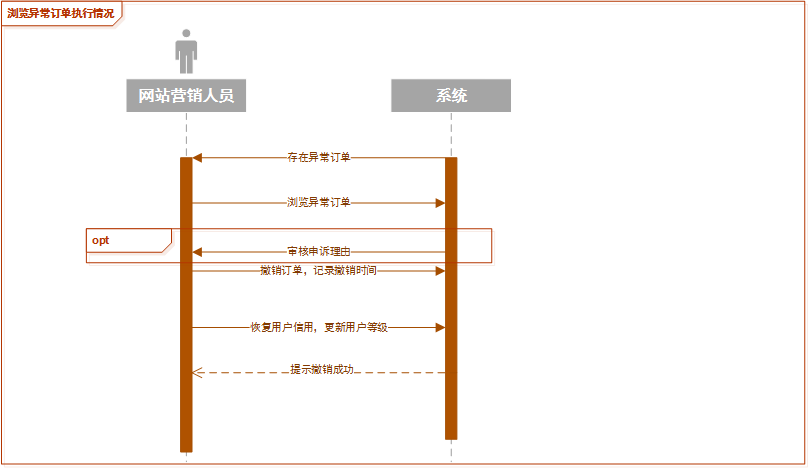 浏览异常订单执行情况
网站营销人员
系统
存在异常订单
浏览异常订单
opt
审核申诉理由
撤销订单，记录撤销时间
恢复用户信用，更新用户等级
提示撤销成功